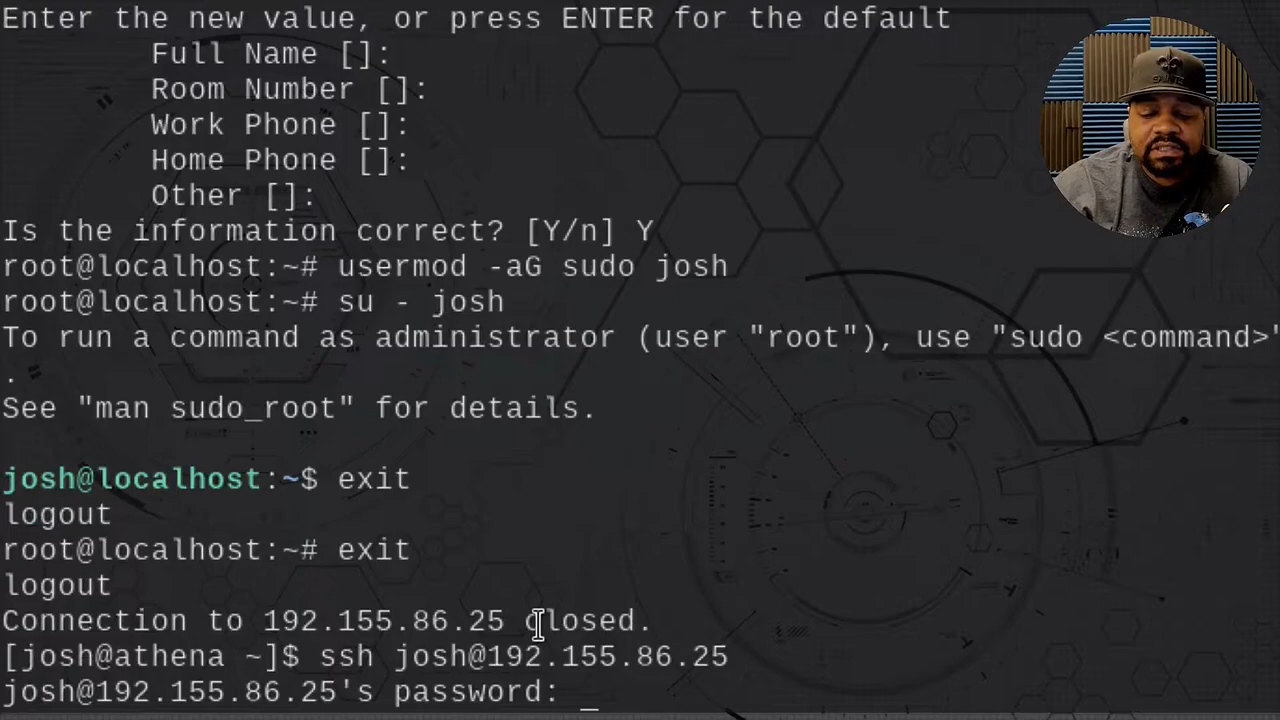 Enter the new value, or press ENTER for the default
Full Name []:
Room Number []:
Work Phone []:
Home Phone []:
Other []:
Is the information correct? [Y/n] Y
root@localhost:~# usermod -aG sudo josh
root@localhost:~# su - josh
To run a command as administrator (user "root"), use "sudo <command>"
.
See "man sudo_root" for details.
josh@localhost:~$ exit
logout
root@localhost:~# exit
logout
Connection to 192.155.86.25 closed.
[josh@athena ~]$ ssh josh@192.155.86.25
josh@192.155.86.25's password: _